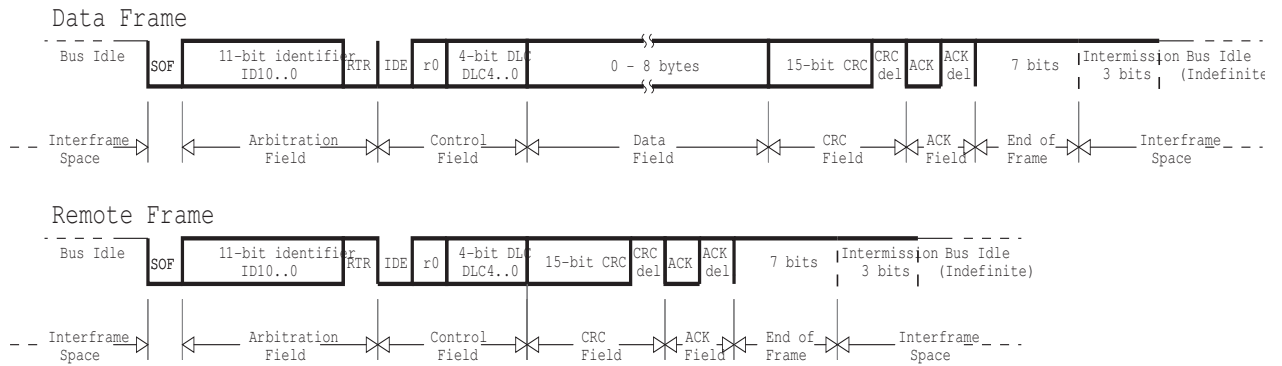 Data Frame
Bus Idle
SOF
11-bit identifier
ID10..0
RTR
IDE
r0
4-bit DLC
DLC4..0
0 - 8 bytes
15-bit CRC
CRC
del
ACK
ACK
del
7 bits
Intermission
3 bits
Bus Idle
(Indefinite
Interframe
Space
Arbitration
Field
Control
Field
Data
Field
CRC
Field
ACK
Field
End of
Frame
Interframe
Space
Remote Frame
Bus Idle
SOF
11-bit identifier
ID10..0
RTR
IDE
r0
4-bit DLC
DLC4..0
15-bit CRC
CRC
del
ACK
ACK
del
7 bits
Intermission
3 bits
Bus Idle
(Indefinite)
Interframe
Space
Arbitration
Field
Control
Field
CRC
Field
ACK
Field
End of
Frame
Interframe
Space